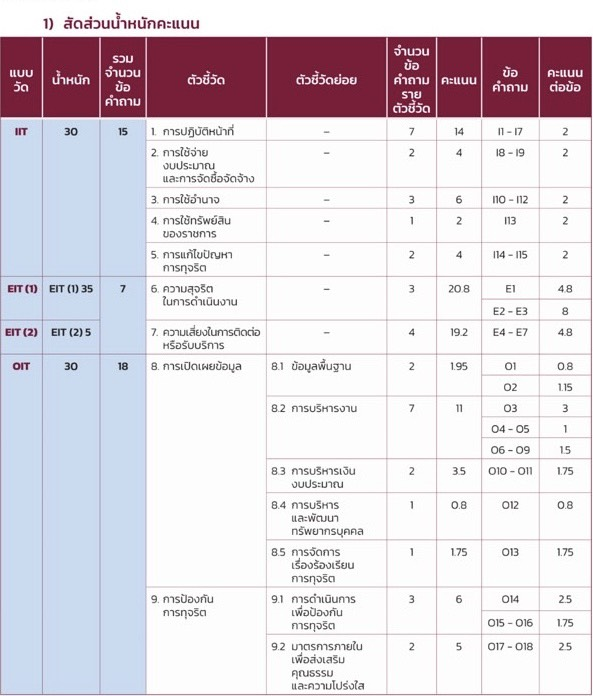 1) สัดส่วนน้ำหนักคะแนน
แบบวัด น้ำหนัก รวมจำนวนข้อคำถาม ตัวชี้วัด ตัวชี้วัดย่อย จำนวนข้อคำถามรายตัวชี้วัด คะแนน ข้อคำถาม คะแนนต่อข้อ
IIT 30 15 1. การปฏิบัติหน้าที่ – 7 14 I1 - I7 2
2. การใช้จ่าย – 2 4 I8 - I9 2
งบประมาณ
และการจัดซื้อจัดจ้าง
3. การใช้อำนาจ – 3 6 I10 - I12 2
4. การใช้ทรัพย์สิน – 1 2 I13 2
ของราชการ
5. การแก้ไขปัญหา – 2 4 I14 - I15 2
การทุจริต
EIT (1) EIT (1) 35 7 6. ความสุจริต – 3 20.8 E1 4.8
ในการดำเนินงาน
E2 - E3 8
EIT (2) EIT (2) 5 7. ความเสี่ยงในการติดต่อ – 4 19.2 E4 - E7 4.8
หรือรับบริการ
OIT 30 18 8. การเปิดเผยข้อมูล 8.1 ข้อมูลพื้นฐาน 2 1.95 O1 0.8
O2 1.15
8.2 การบริหารงาน 7 11 O3 3
O4 - O5 1
O6 - O9 1.5
8.3 การบริหารเงิน 2 3.5 O10 - O11 1.75
งบประมาณ
8.4 การบริหาร 1 0.8 O12 0.8
และพัฒนา
ทรัพยากรบุคคล
8.5 การจัดการ 1 1.75 O13 1.75
เรื่องร้องเรียน
การทุจริต
9. การป้องกัน 9.1 การดำเนินการ 3 6 O14 2.5
การทุจริต เพื่อป้องกัน
การทุจริต O15 - O16 1.75
9.2 มาตรการภายใน 2 5 O17 - O18 2.5
เพื่อส่งเสริม
คุณธรรม
และความโปร่งใส